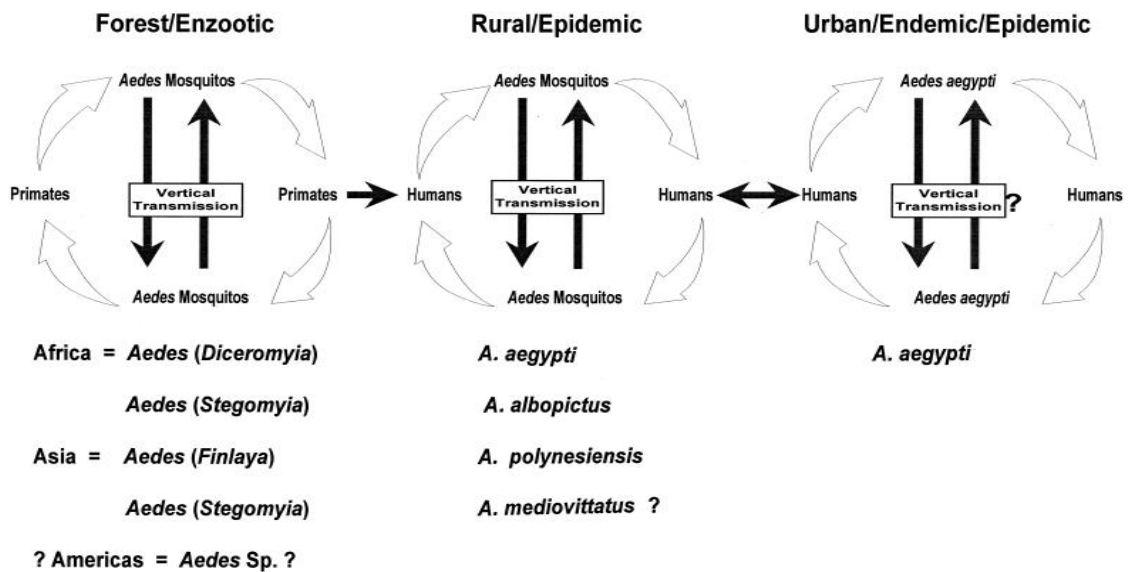 Forest/Enzootic
Rural/Epidemic
Urban/Endemic/Epidemic
Aedes Mosquitos
Aedes Mosquitos
Aedes aegypti
Primates
Vertical
Transmission
Primates
Humans
Vertical
Transmission
Humans
Humans
Vertical
Transmission ?
Humans
Aedes Mosquitos
Aedes Mosquitos
Aedes aegypti
Africa = Aedes (Diceromyia)
A. aegypti
A. aegypti
Aedes (Stegomyia)
A. albopictus
Asia = Aedes (Finlaya)
A. polynesiensis
Aedes (Stegomyia)
A. mediovittatus ?
? Americas = Aedes Sp. ?